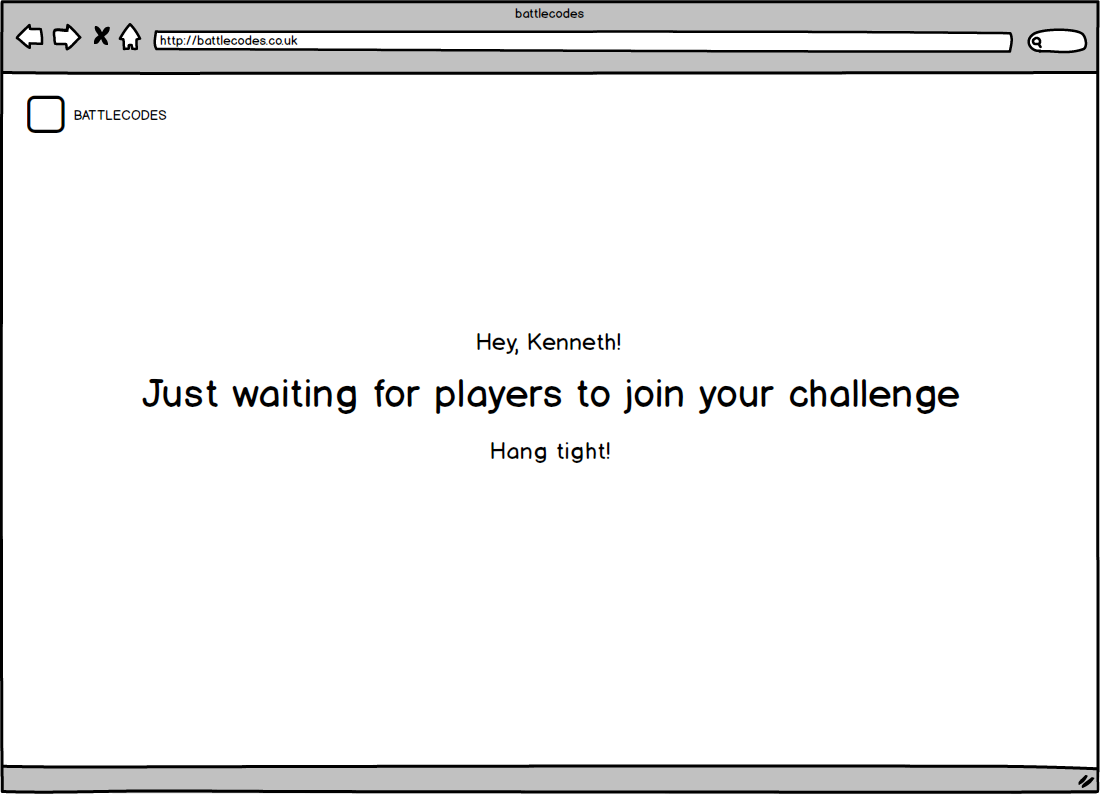 battlecodes
http://battlecodes.co.uk
BATTLECODES
Hey, Kenneth!
Just waiting for players to join your challenge
Hang tight!